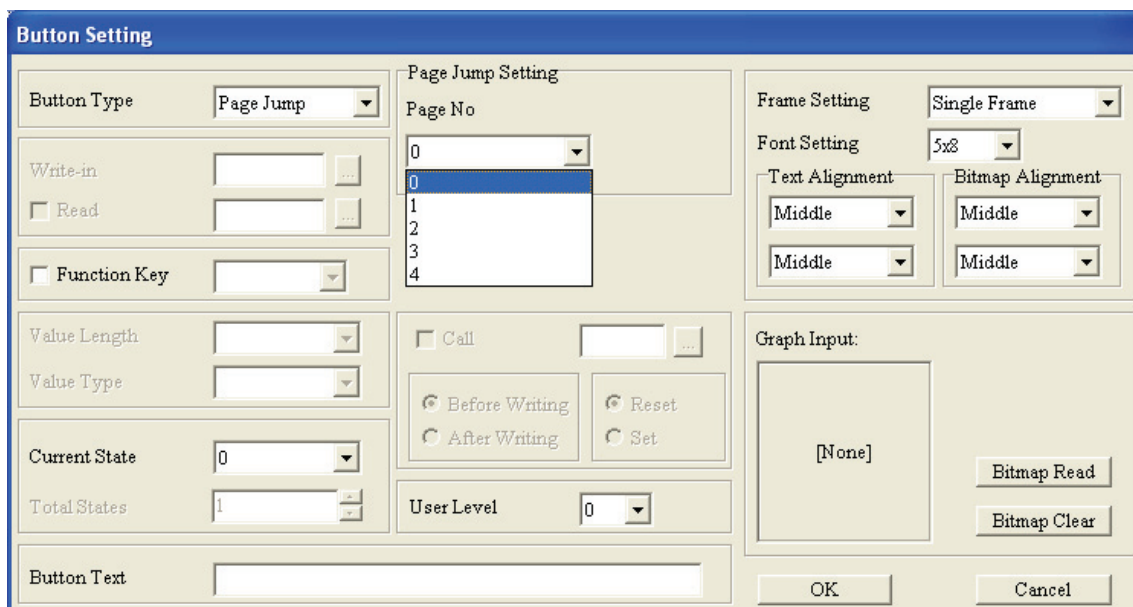 Button Setting
Button Type
Page Jump
Write-in
...
Read
...
Function Key
Value Length
Value Type
Current State
0
Total States
1
Button Text
Page Jump Setting
Page No
0
0
1
2
3
4
Call
...
Before Writing
After Writing
Reset
Set
User Level
0
Frame Setting
Single Frame
Font Setting
5x8
Text Alignment
Middle
Middle
Bitmap Alignment
Middle
Middle
Graph Input:
[None]
Bitmap Read
Bitmap Clear
OK
Cancel